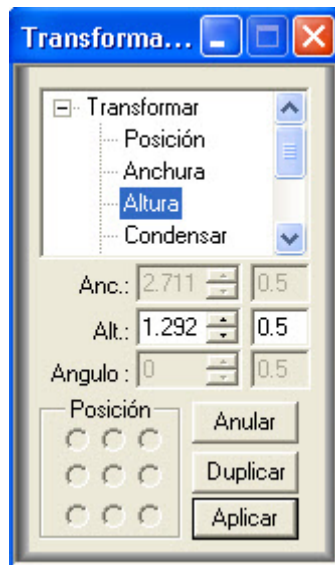 Transforma...
Transformar
Posición
Anchura
Altura
Condensar
Anc.: 2.711 0.5
Alt.: 1.292 0.5
Angulo : 0 0.5
Posición
Anular
Duplicar
Aplicar